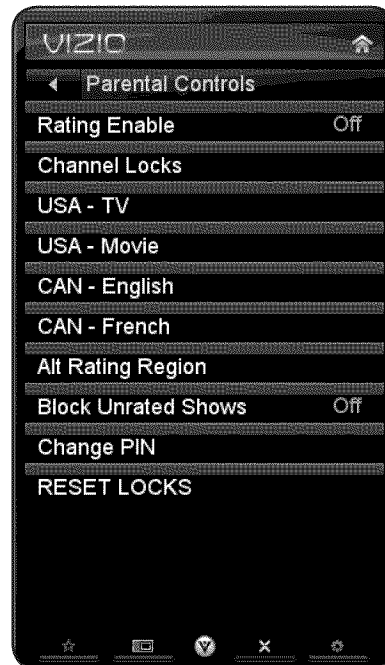 VIZIO
Parental Controls
Rating Enable Off
Channel Locks
USA - TV
USA - Movie
CAN - English
CAN - French
Alt Rating Region
Block Unrated Shows Off
Change PIN
RESET LOCKS